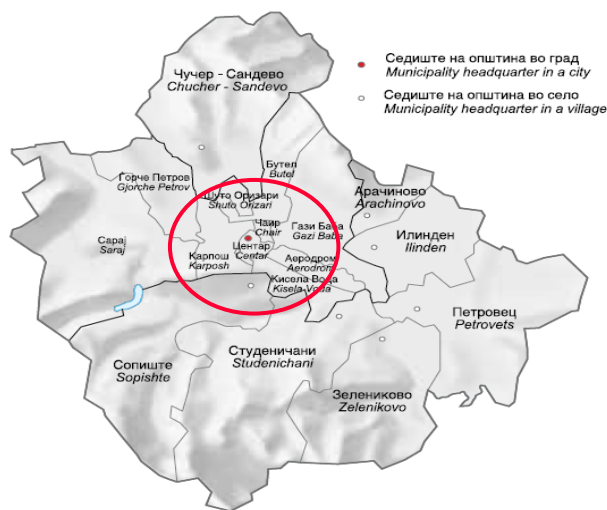 Седиште на општина во град
Municipality headquarter in a city
Седиште на општина во село
Municipality headquarter in a village
Чучер - Сандево
Chucher - Sandevo
Бутел
Butel
Ѓорче Петров
Gjorche Petrov
Шуто Оризари
Shuto Orizari
Арачиново
Arachinovo
Чаир
Chair
Гази Баба
Gazi Baba
Илинден
Ilinden
Сарај
Saraj
Центар
Centar
Карпош
Karposh
Аеродром
Aerodrom
Кисела Вода
Kisela Voda
Петровец
Petrovets
Сопиште
Sopishte
Студеничани
Studenichani
Зелениково
Zelenikovo